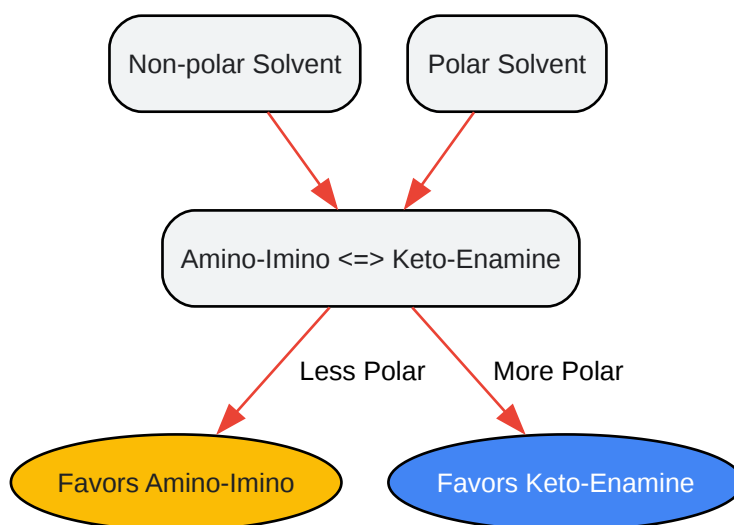 Non-polar Solvent
Polar Solvent
Amino-Imino <=> Keto-Enamine
Less Polar
More Polar
Favors Amino-Imino
Favors Keto-Enamine